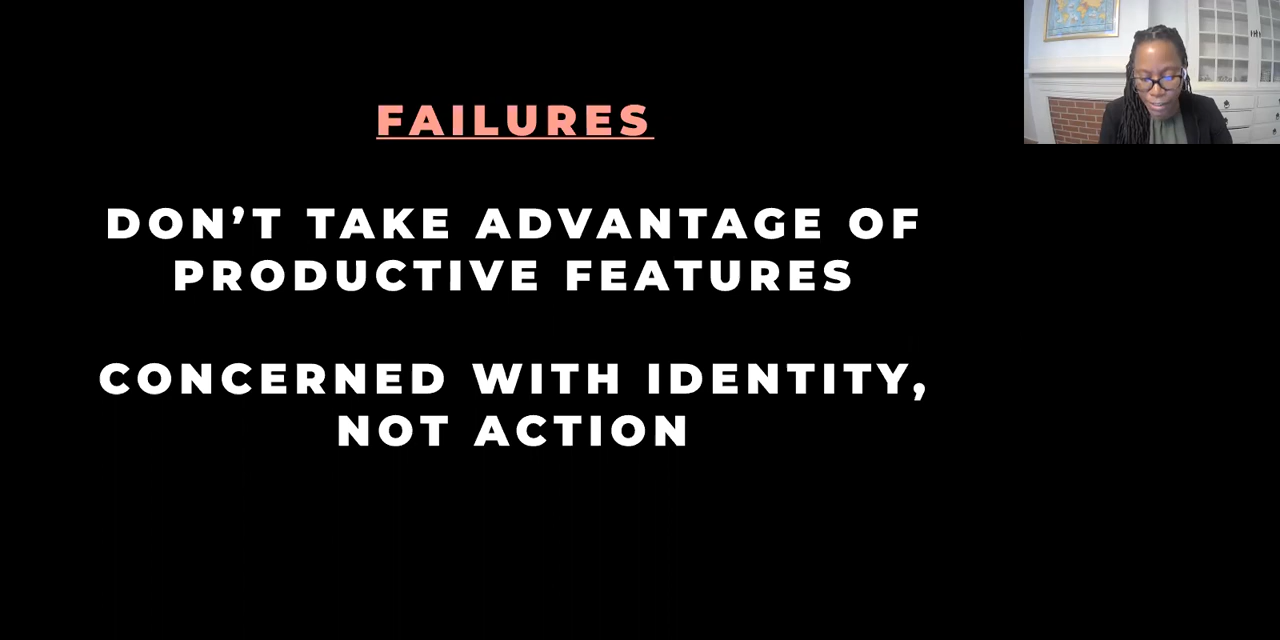 FAILURES
DON’T TAKE ADVANTAGE OF
PRODUCTIVE FEATURES
CONCERNED WITH IDENTITY,
NOT ACTION